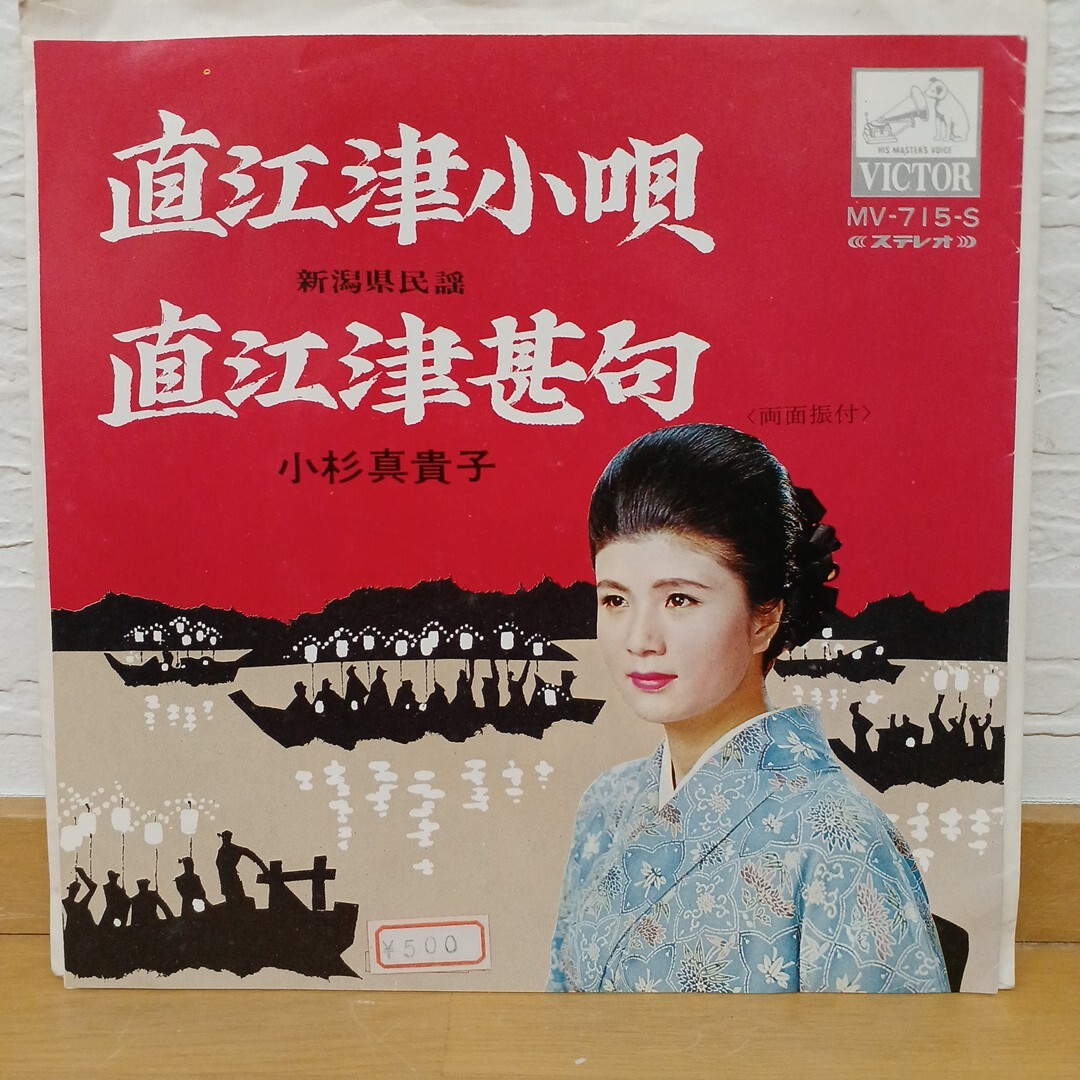 直江津小唄
新潟県民謡
直江津甚句
〈両面振付〉
小杉真貴子
HIS MASTER'S VOICE
VICTOR
MV-715-S
ステレオ
¥500